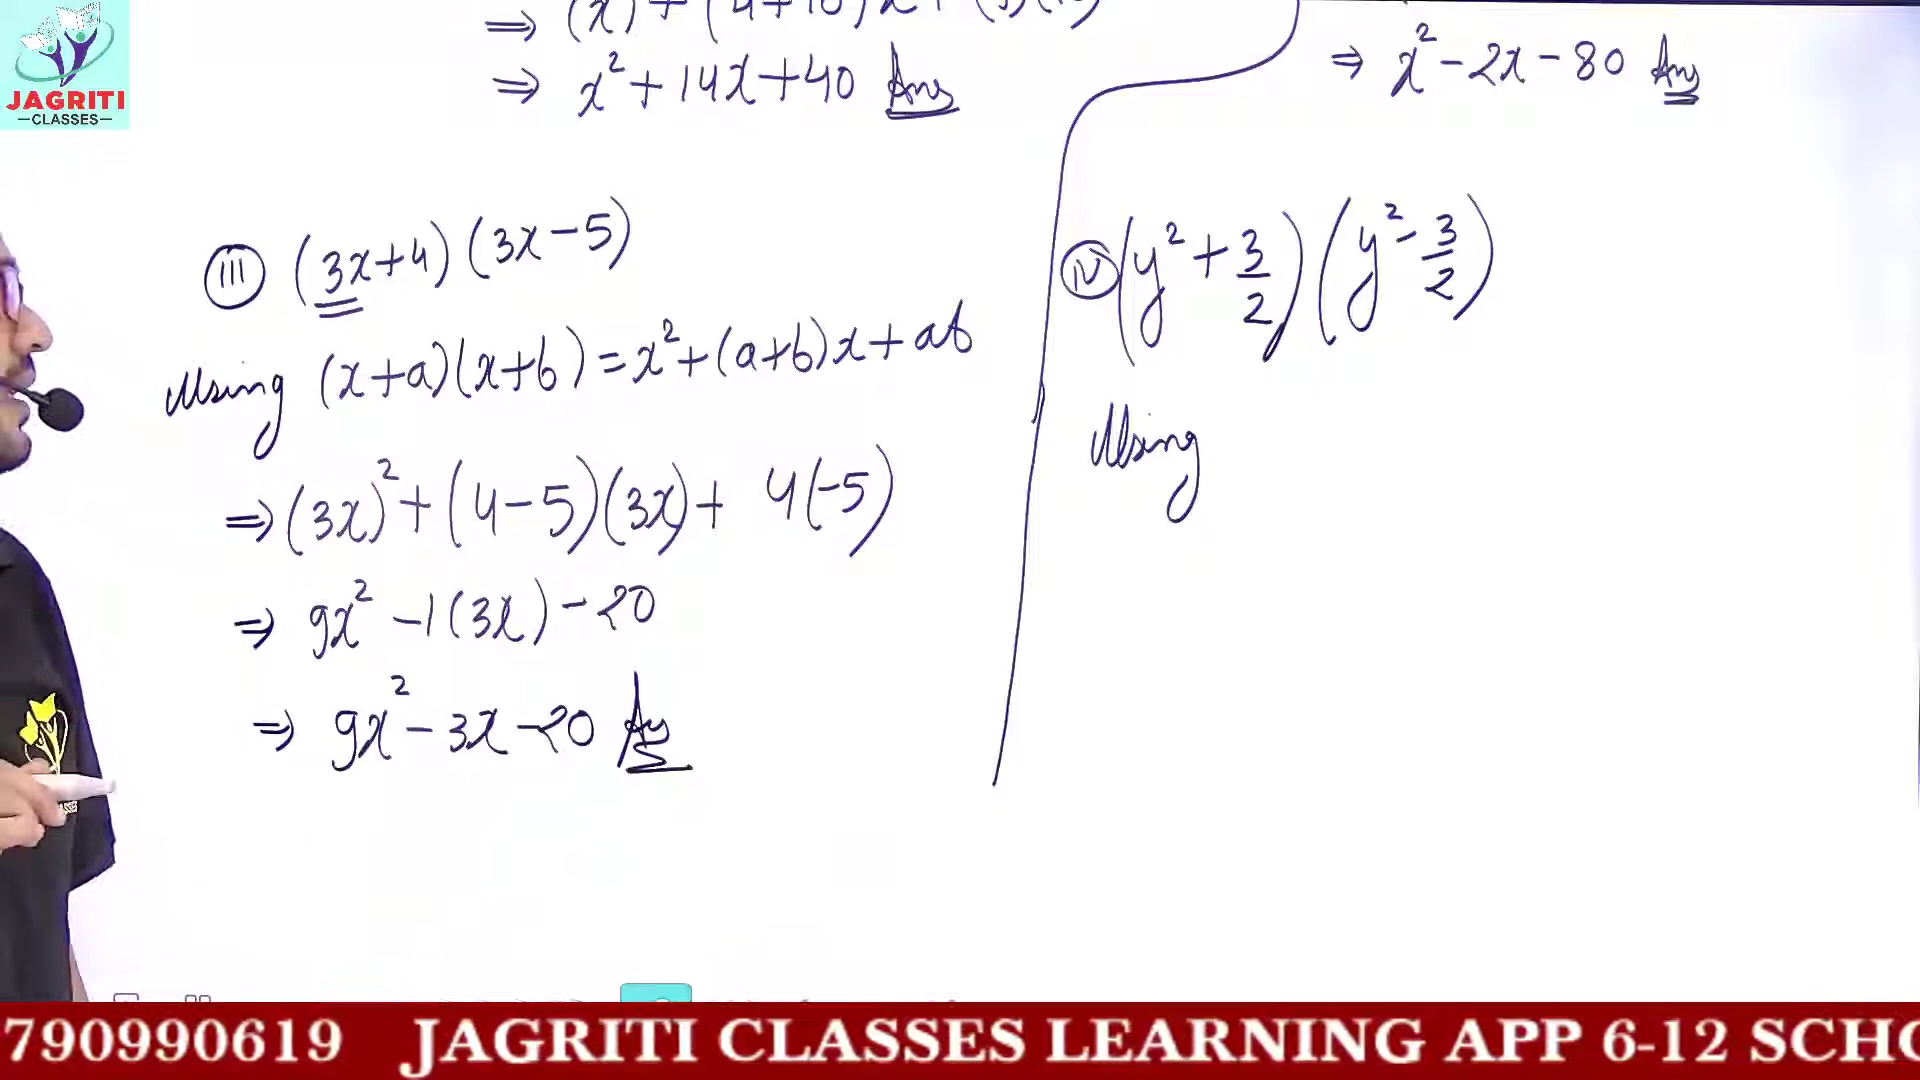 ⇒ (x) + (4+10)x +
⇒ x² + 14x + 40 Ans
⇒ x² - 2x - 80 Ans
JAGRITI
—CLASSES—
(iii) (3x+4) (3x-5)
Using (x+a)(x+b) = x² + (a+b)x + ab
⇒ (3x)² + (4-5)(3x) + 4(-5)
⇒ 9x² - 1(3x) - 20
⇒ 9x² - 3x - 20 Ans
(iv) (y² + 3/2) (y² - 3/2)
Using
790990619 JAGRITI CLASSES LEARNING APP 6-12 SCHO